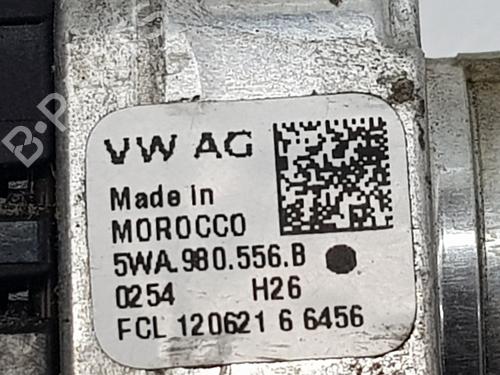 VW AG
Made in
MOROCCO
5WA.980.556.B
0254 H26
FCL 120621 6 6456